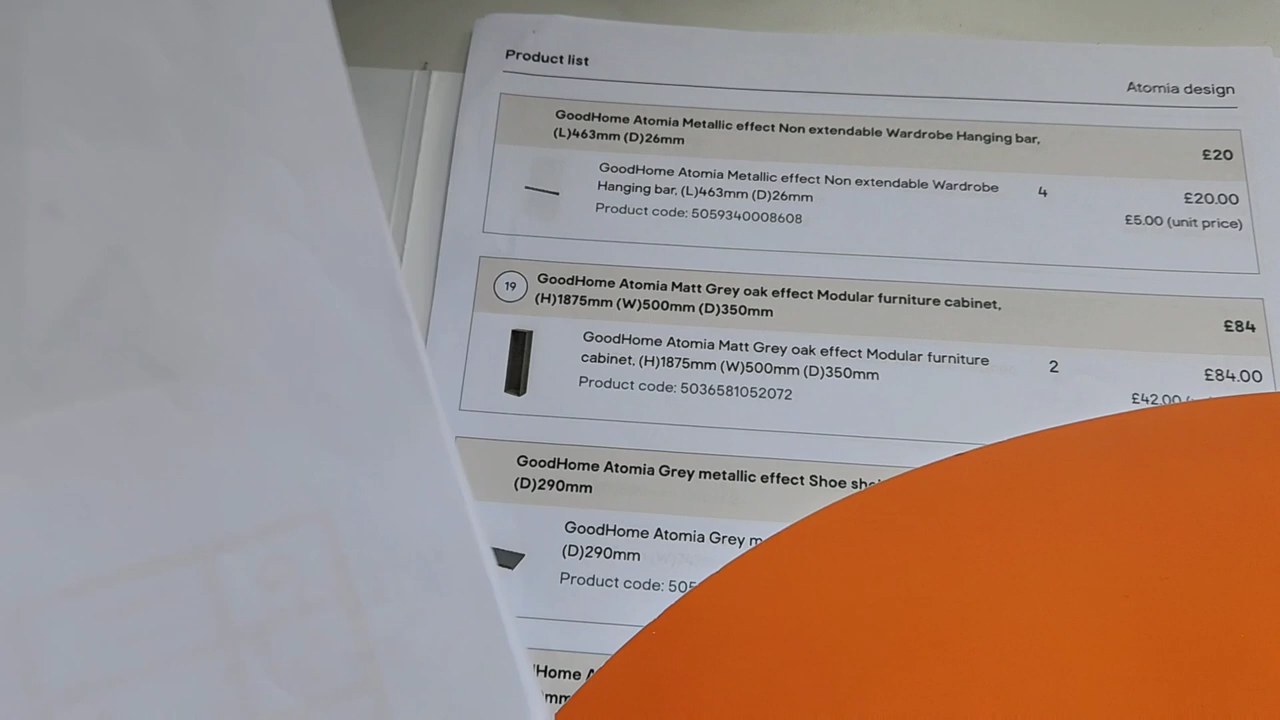 Product list
Atomia design
GoodHome Atomia Metallic effect Non extendable Wardrobe Hanging bar,
(L)463mm (D)26mm
£20
GoodHome Atomia Metallic effect Non extendable Wardrobe
Hanging bar, (L)463mm (D)26mm
Product code: 5059340008608
4
£20.00
£5.00 (unit price)
19
GoodHome Atomia Matt Grey oak effect Modular furniture cabinet,
(H)1875mm (W)500mm (D)350mm
£84
GoodHome Atomia Matt Grey oak effect Modular furniture
cabinet, (H)1875mm (W)500mm (D)350mm
Product code: 5036581052072
2
£84.00
£42.00
GoodHome Atomia Grey metallic effect Shoe
(D)290mm
GoodHome Atomia Grey
(D)290mm
Product code: